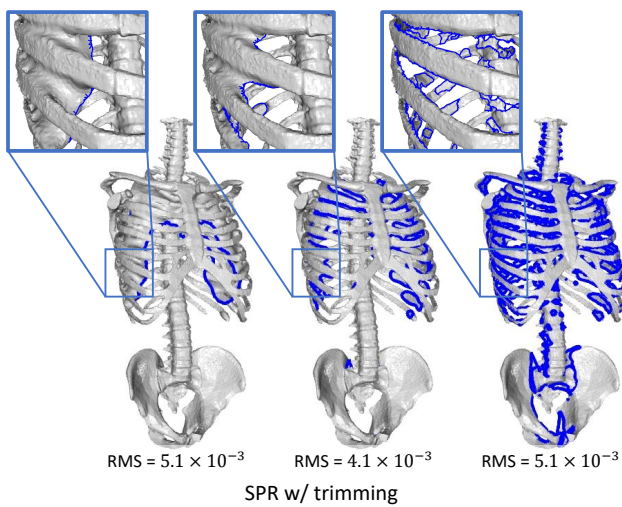 RMS = 5.1 × 10⁻³ RMS = 4.1 × 10⁻³ RMS = 5.1 × 10⁻³
SPR w/ trimming